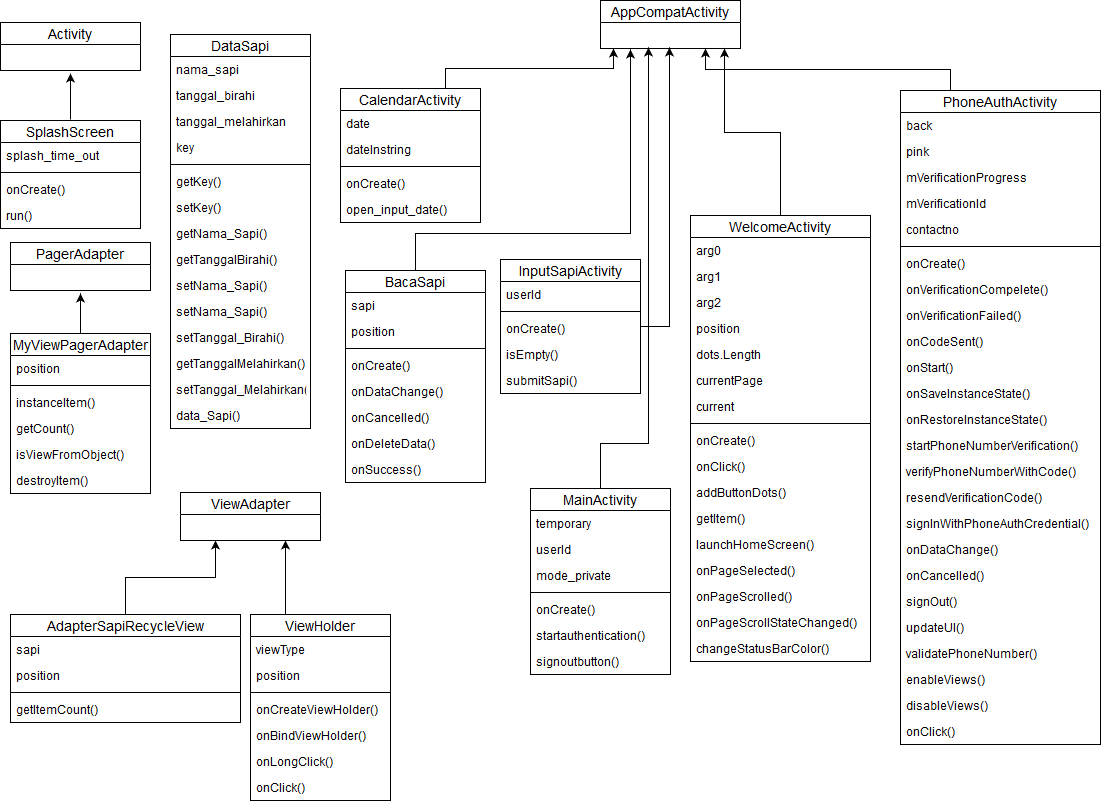 Activity
SplashScreen
splash_time_out
onCreate()
run()
PagerAdapter
MyViewPagerAdapter
position
instanceItem()
getCount()
isViewFromObject()
destroyItem()
DataSapi
nama_sapi
tanggal_birahi
tanggal_melahirkan
key
getKey()
setKey()
getNama_Sapi()
getTanggalBirahi()
setNama_Sapi()
setNama_Sapi()
setTanggal_Birahi()
getTanggalMelahirkan()
setTanggal_Melahirkan(
data_Sapi()
ViewAdapter
AdapterSapiRecycleView
sapi
position
getItemCount()
ViewHolder
viewType
position
onCreateViewHolder()
onBindViewHolder()
onLongClick()
onClick()
AppCompatActivity
CalendarActivity
date
dateInstring
onCreate()
open_input_date()
BacaSapi
sapi
position
onCreate()
onDataChange()
onCancelled()
onDeleteData()
onSuccess()
InputSapiActivity
userId
onCreate()
isEmpty()
submitSapi()
MainActivity
temporary
userId
mode_private
onCreate()
startauthentication()
signoutbutton()
WelcomeActivity
arg0
arg1
arg2
position
dots.Length
currentPage
current
onCreate()
onClick()
addButtonDots()
getItem()
launchHomeScreen()
onPageSelected()
onPageScrolled()
onPageScrollStateChanged()
changeStatusBarColor()
PhoneAuthActivity
back
pink
mVerificationProgress
mVerificationId
contactno
onCreate()
onVerificationCompelete()
onVerificationFailed()
onCodeSent()
onStart()
onSaveInstanceState()
onRestoreInstanceState()
startPhoneNumberVerification()
verifyPhoneNumberWithCode()
resendVerificationCode()
signInWithPhoneAuthCredential()
onDataChange()
onCancelled()
signOut()
updateUI()
validatePhoneNumber()
enableViews()
disableViews()
onClick()